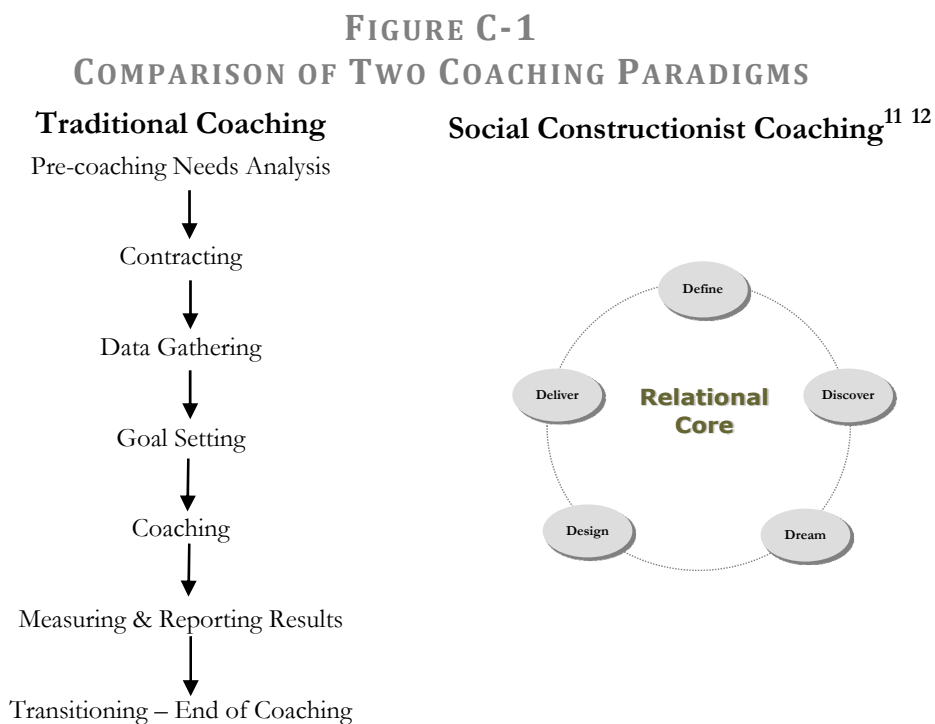 FIGURE C-1
COMPARISON OF TWO COACHING PARADIGMS
Traditional Coaching
Pre-coaching Needs Analysis
Contracting
Data Gathering
Goal Setting
Coaching
Measuring & Reporting Results
Transitioning – End of Coaching
Social Constructionist Coaching11 12
Define
Deliver
Relational
Core
Discover
Design
Dream